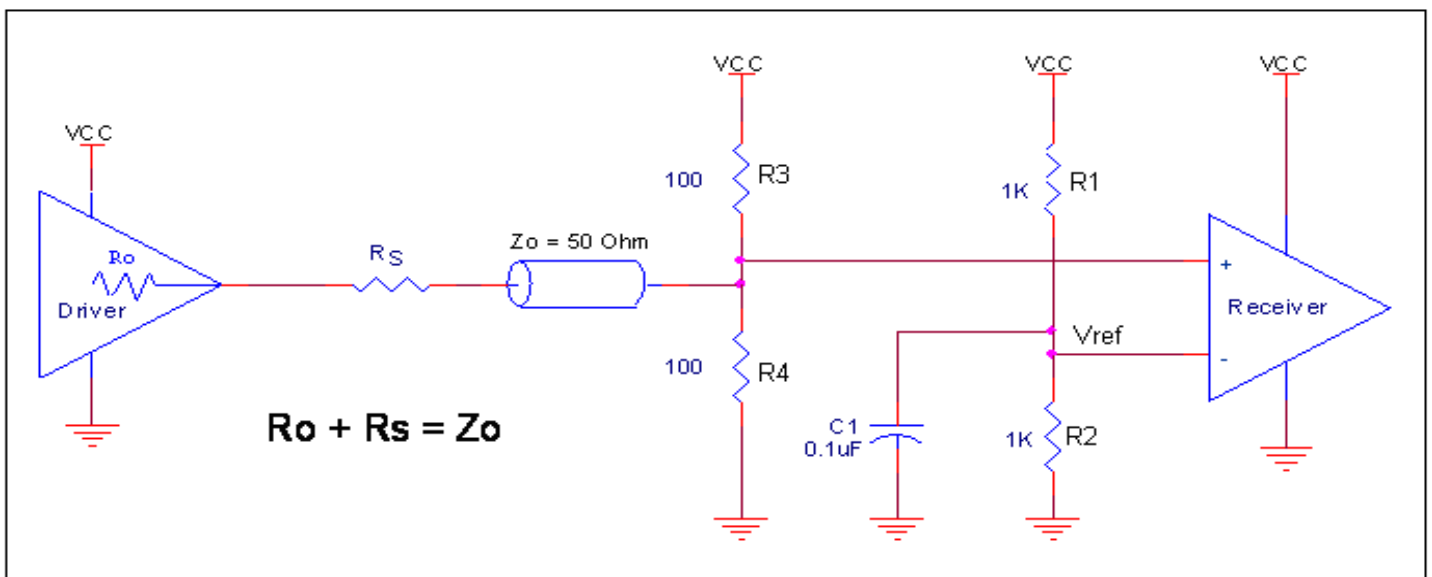 VCC
Ro
Driver
Ro + Rs = Zo
RS
Zo = 50 Ohm
VCC
100
R3
100
R4
VCC
1K
R1
Vref
C1
0.1uF
1K
R2
VCC
+
-
Receiver